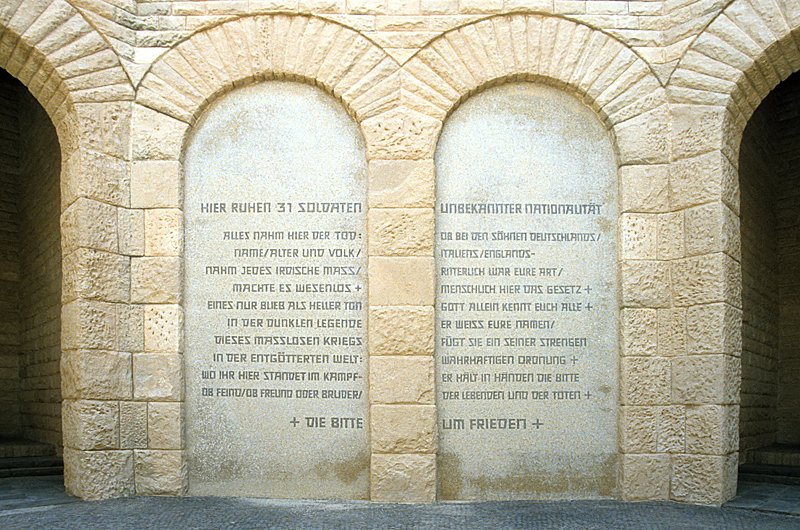 HIER RUHEN 31 SOLDATEN
ALLES NAHM HIER DER TOD:
NAME/ALTER UND VOLK/
NAHM JEDES IRDISCHE MASS/
MACHTE ES WESENLOS +
EINES NUR BLIEB ALS HELLER TON
IN DER DUNKLEN LEGENDE
DIESES MASSLOSEN KRIEGS
IN DER ENTGÖTTERTEN WELT:
WO IHR HIER STANDET IM KAMPF-
OB FEIND/OB FREUND ODER BRUDER/
+ DIE BITTE
UNBEKANNTER NATIONALITÄT
OB BEI DEN SÖHNEN DEUTSCHLANDS/
ITALIENS/ENGLANDS-
RITTERLICH WAR EURE ART/
MENSCHLICH HIER DAS GESETZ +
GOTT ALLEIN KENNT EUCH ALLE +
ER WEISS EURE NAMEN/
FÜGT SIE EIN SEINER STRENGEN
WAHRHAFTIGEN ORDNUNG +
ER HÄLT IN HÄNDEN DIE BITTE
DER LEBENDEN UND DER TOTEN +
UM FRIEDEN +